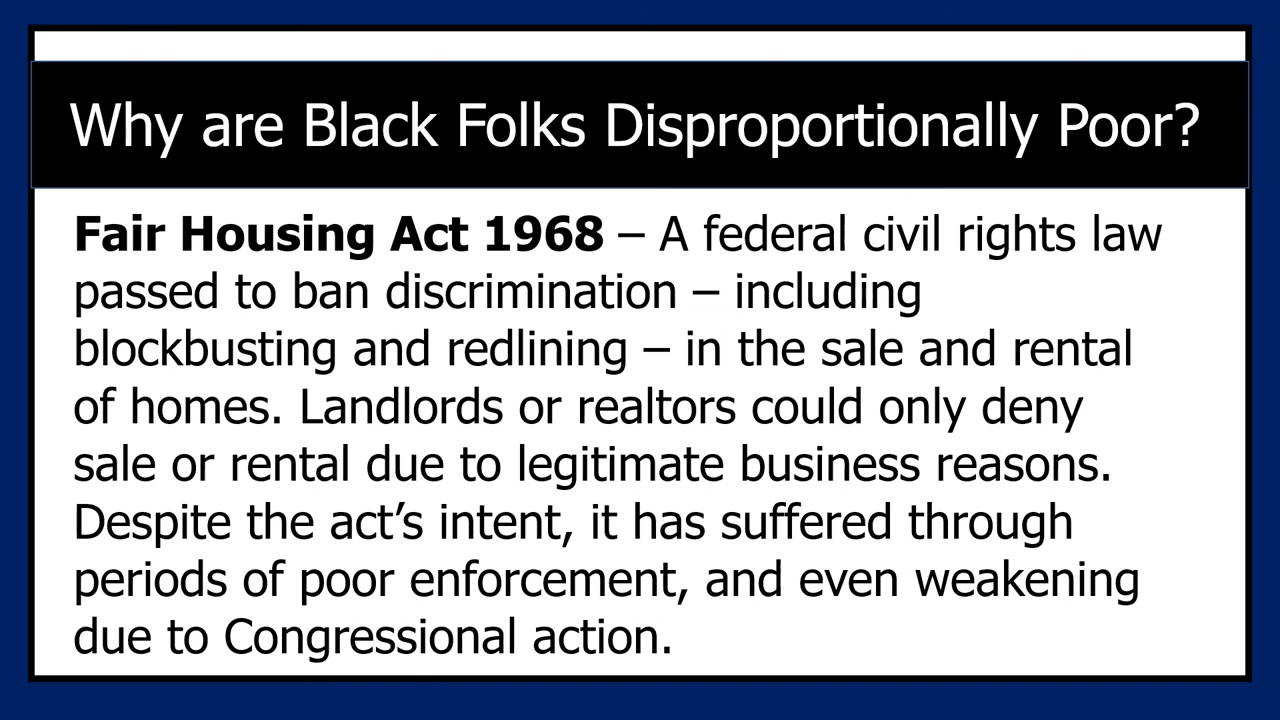 Why are Black Folks Disproportionally Poor?
Fair Housing Act 1968 – A federal civil rights law
passed to ban discrimination – including
blockbusting and redlining – in the sale and rental
of homes. Landlords or realtors could only deny
sale or rental due to legitimate business reasons.
Despite the act’s intent, it has suffered through
periods of poor enforcement, and even weakening
due to Congressional action.